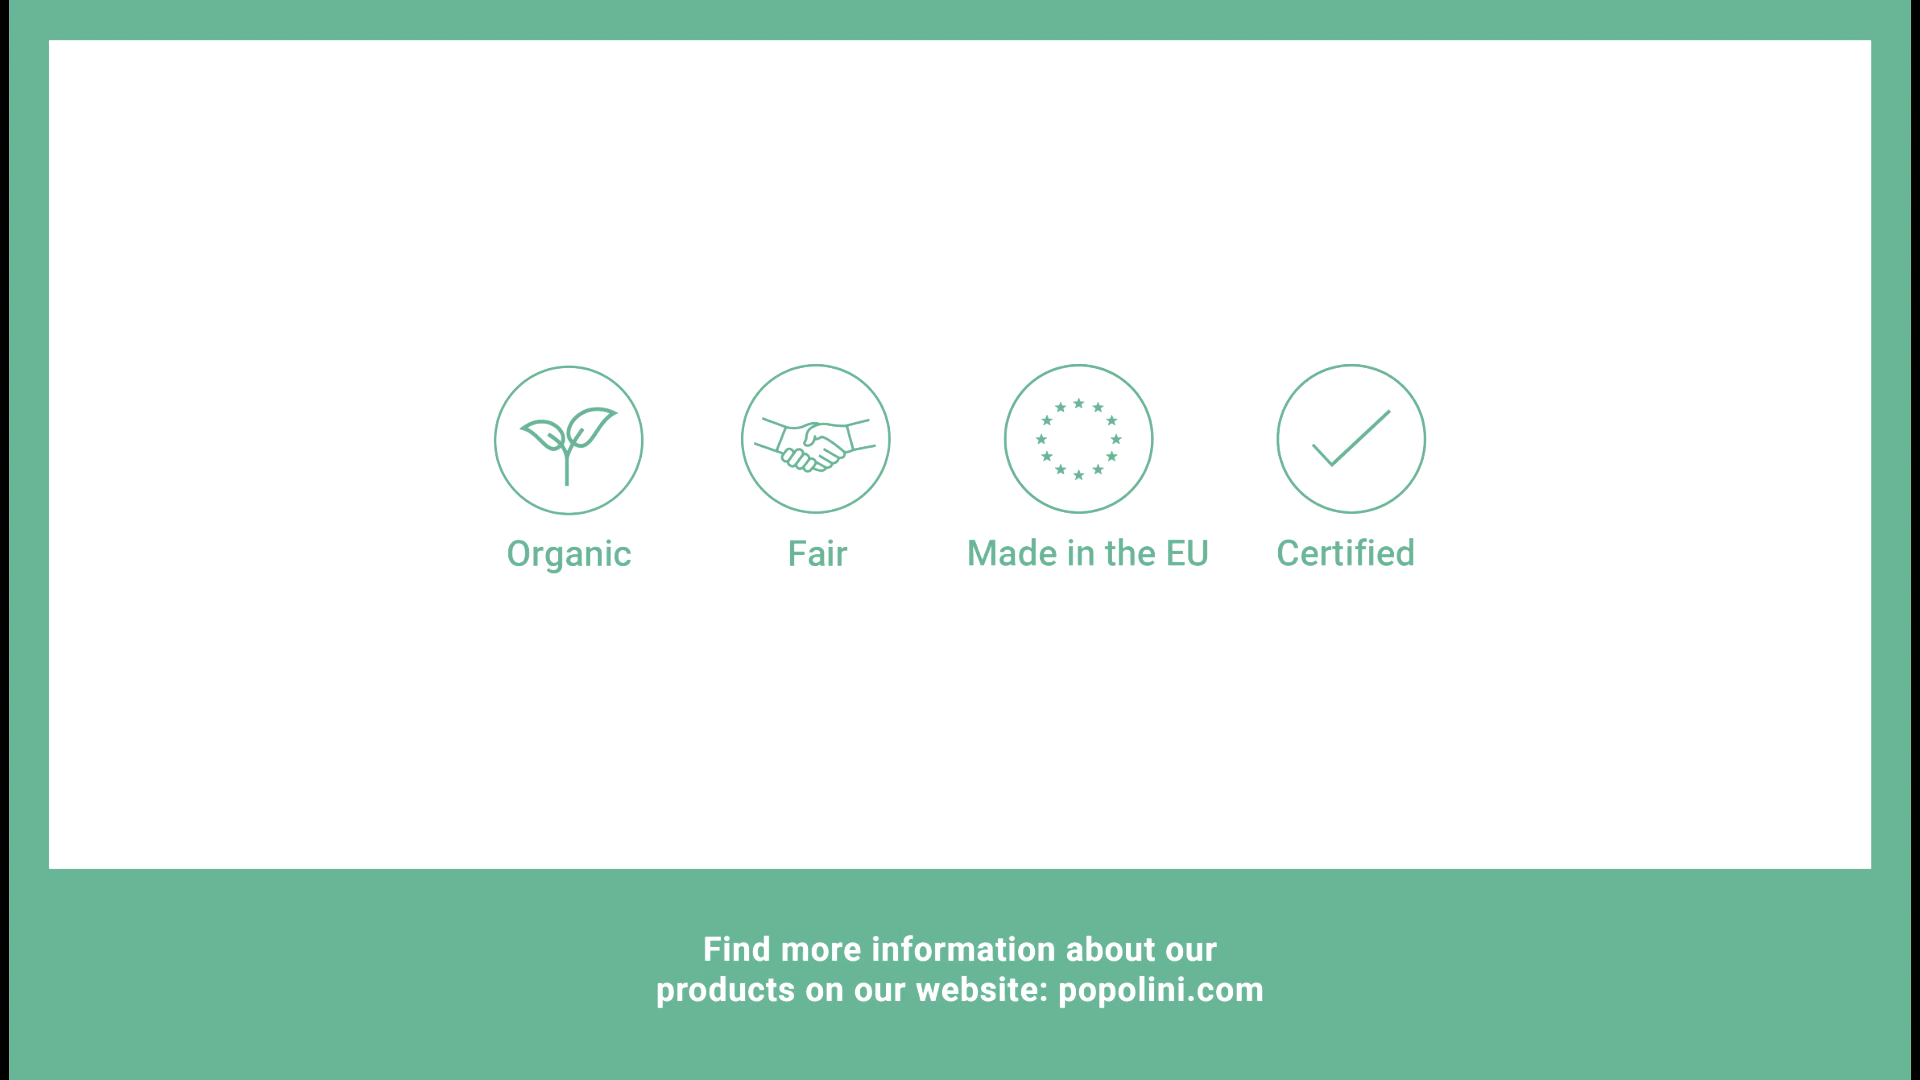 Organic
Fair
Made in the EU
Certified
Find more information about our
products on our website: popolini.com